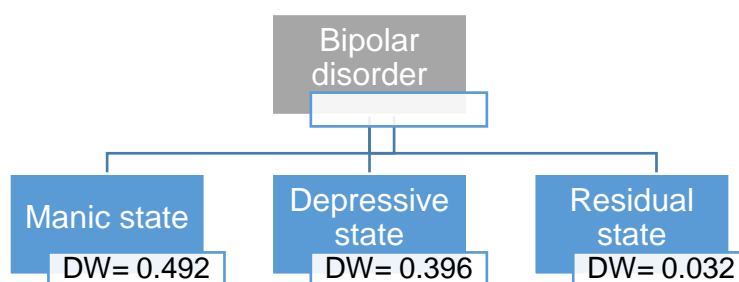 Bipolar
disorder
Manic state
DW= 0.492
Depressive
state
DW= 0.396
Residual
state
DW= 0.032